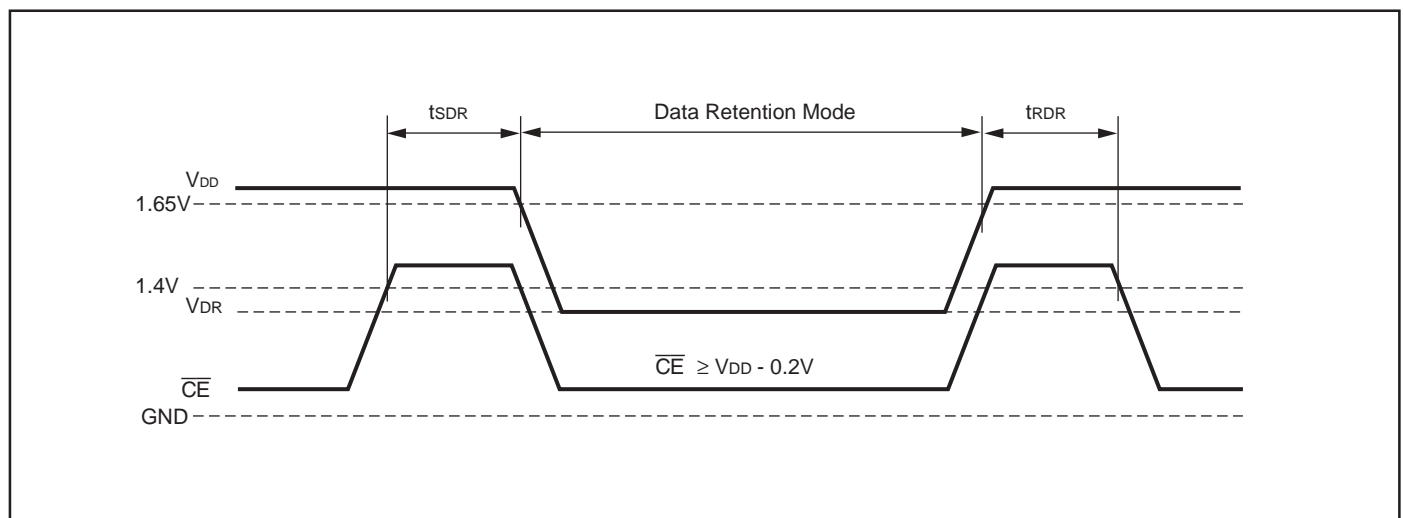 tSDR Data Retention Mode tRDR
VDD
1.65V
1.4V
VDR
CE ≥ VDD - 0.2V
CE
GND